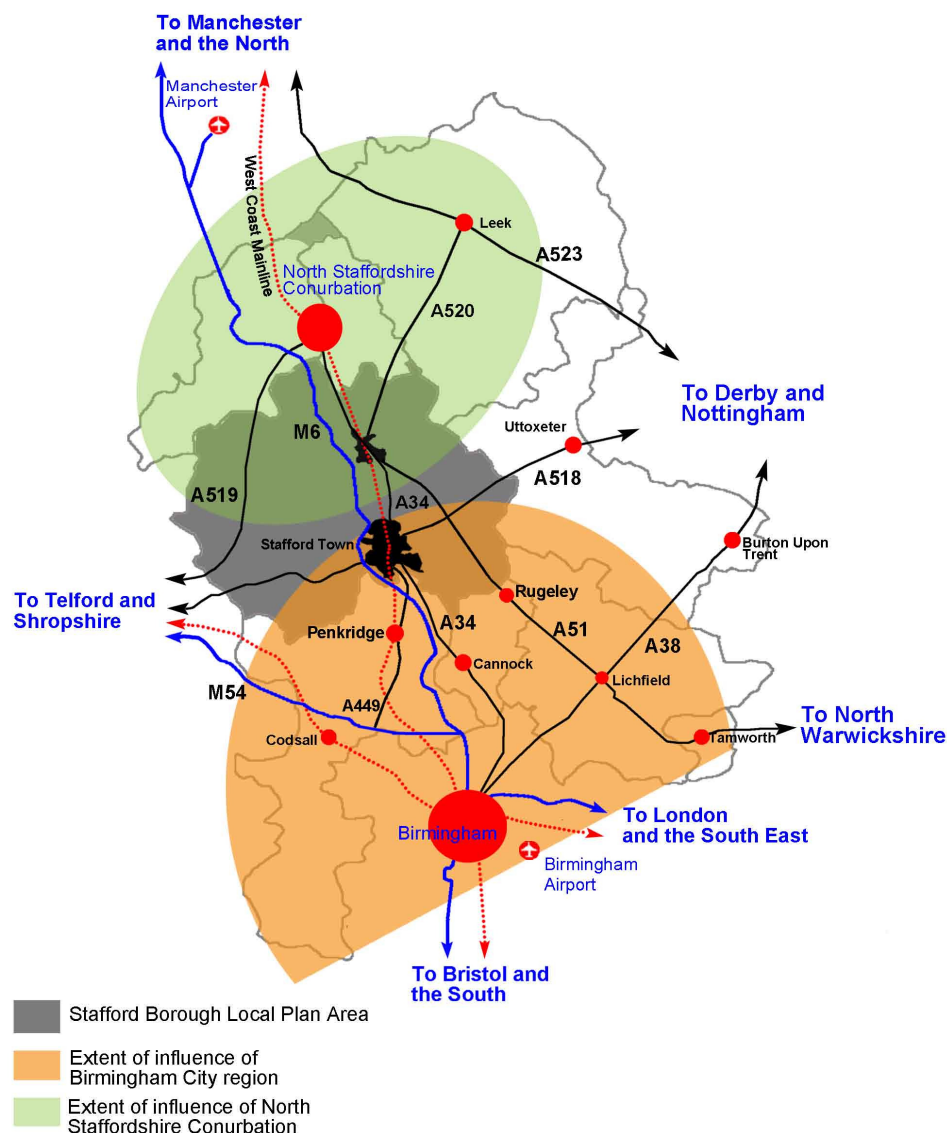 To Manchester
and the North
Manchester
Airport
West Coast Mainline
Leek
A523
North Staffordshire
Conurbation
A520
To Derby and
Nottingham
Uttoxeter
M6
A518
A519
A34
Stafford Town
Burton Upon
Trent
To Telford and
Shropshire
Rugeley
Penkridge
A34
A51
A38
Cannock
Lichfield
M54
A449
To North
Warwickshire
Codsall
Tamworth
To London
and the South East
Birmingham
Birmingham
Airport
To Bristol and
the South
Stafford Borough Local Plan Area
Extent of influence of
Birmingham City region
Extent of influence of North
Staffordshire Conurbation